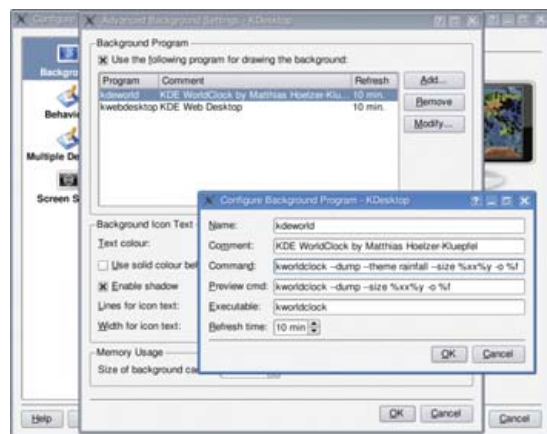 Configure
Advanced Background Settings - KDesktop
Backgro
Behavi
Multiple De
Screen S
Background Program
Use the following program for drawing the background:
Program Comment Refresh
kdeworld KDE WorldClock by Matthias Hoelzer-Klu... 10 min.
kwebdesktop KDE Web Desktop 10 min.
Add...
Remove
Modify...
Background Icon Text
Text colour:
Use solid colour bel
Enable shadow
Lines for icon text:
Width for icon text:
Memory Usage
Size of background cac
Configure Background Program - KDesktop
Name: kdeworld
Comment: KDE WorldClock by Matthias Hoelzer-Kluepfel
Command: kworldclock --dump --theme rainfall --size %xx%y -o %f
Preview cmd: kworldclock --dump --size %xx%y -o %f
Executable: kworldclock
Refresh time: 10 min
OK Cancel
OK Cancel
Help
Cancel